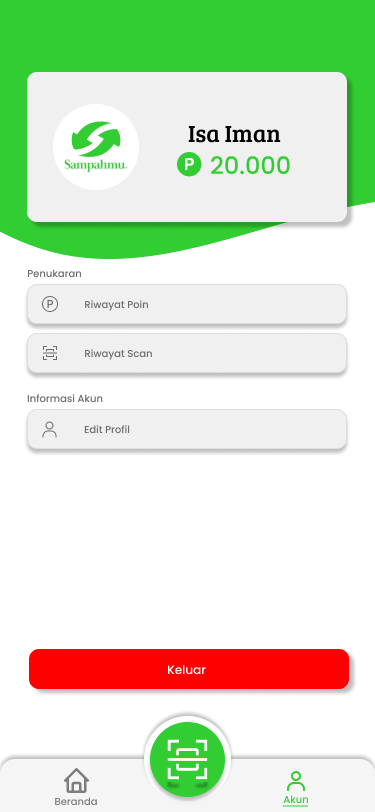 Isa Iman
Sampahmu.
P 20.000
Penukaran
P Riwayat Poin
Riwayat Scan
Informasi Akun
Edit Profil
Keluar
Beranda
Akun